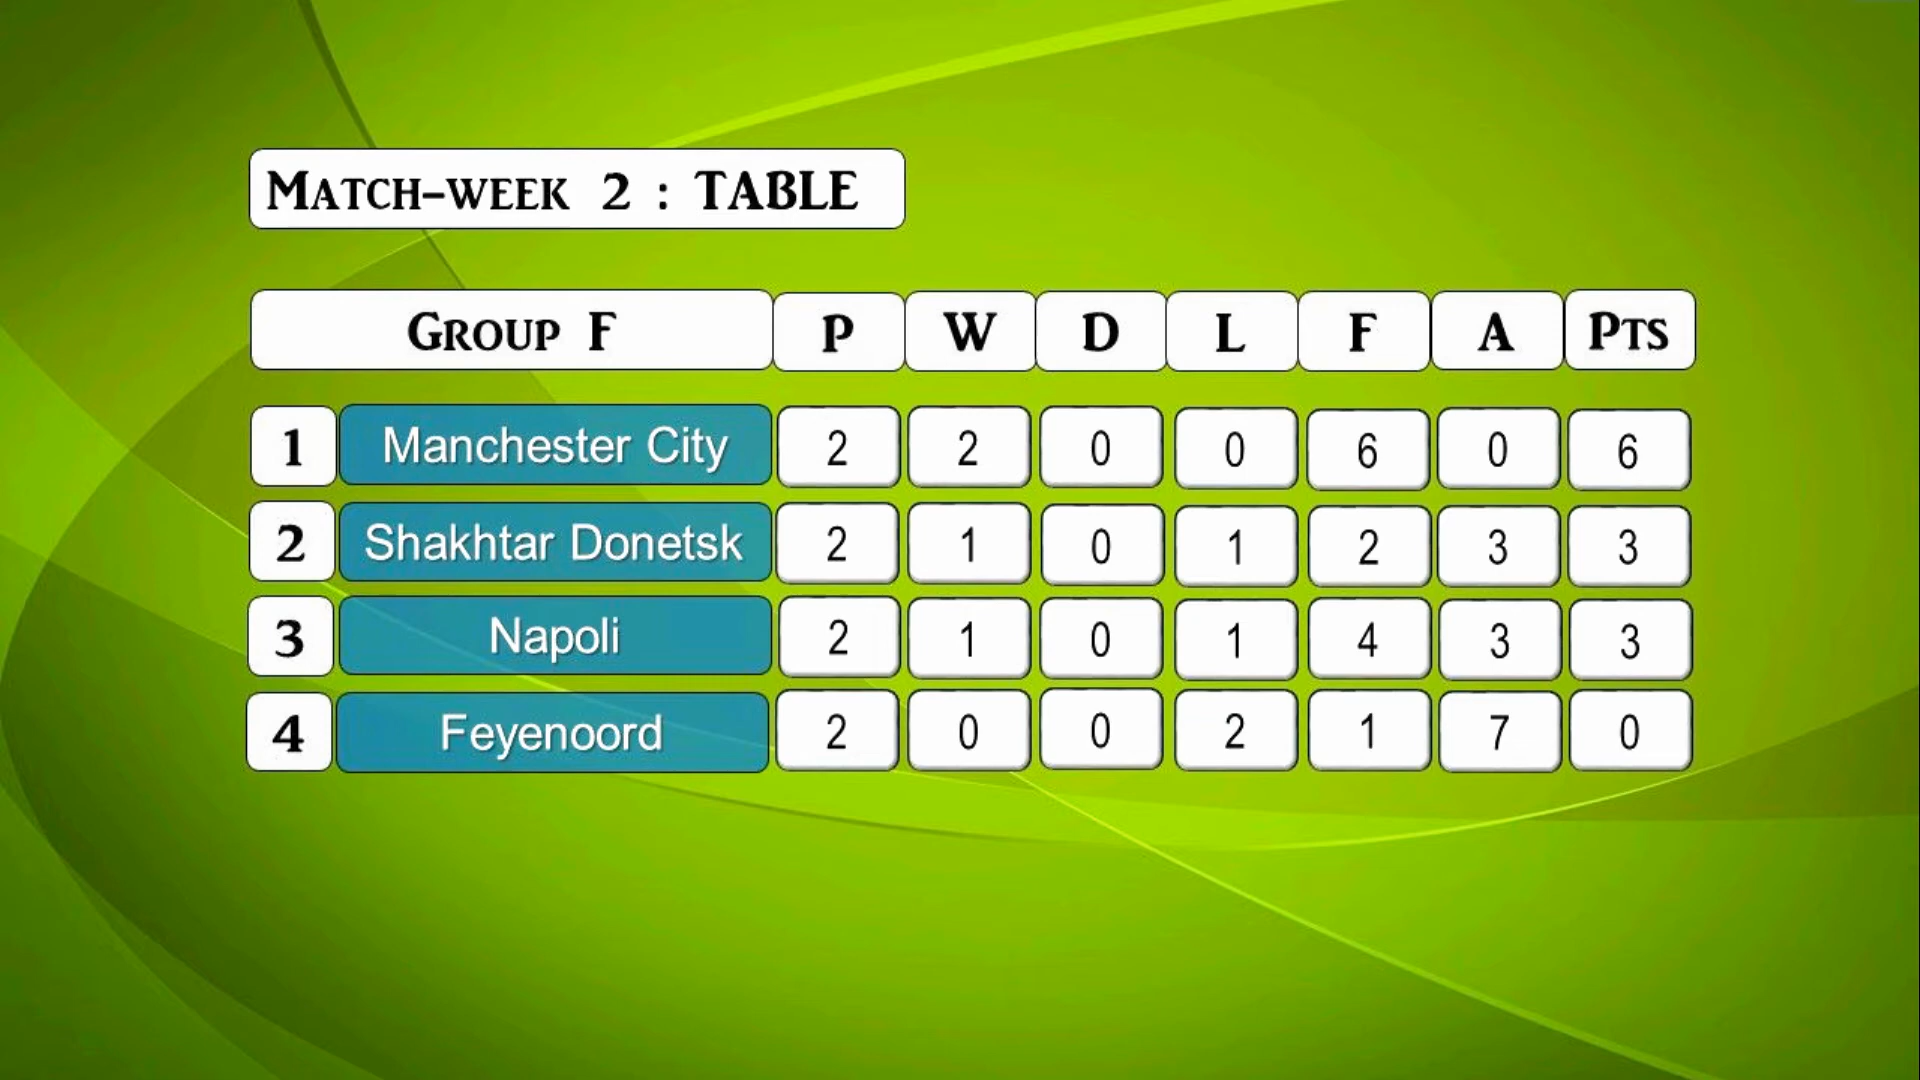 Match-week 2 : TABLE
Group F P W D L F A Pts
1 Manchester City 2 2 0 0 6 0 6
2 Shakhtar Donetsk 2 1 0 1 2 3 3
3 Napoli 2 1 0 1 4 3 3
4 Feyenoord 2 0 0 2 1 7 0